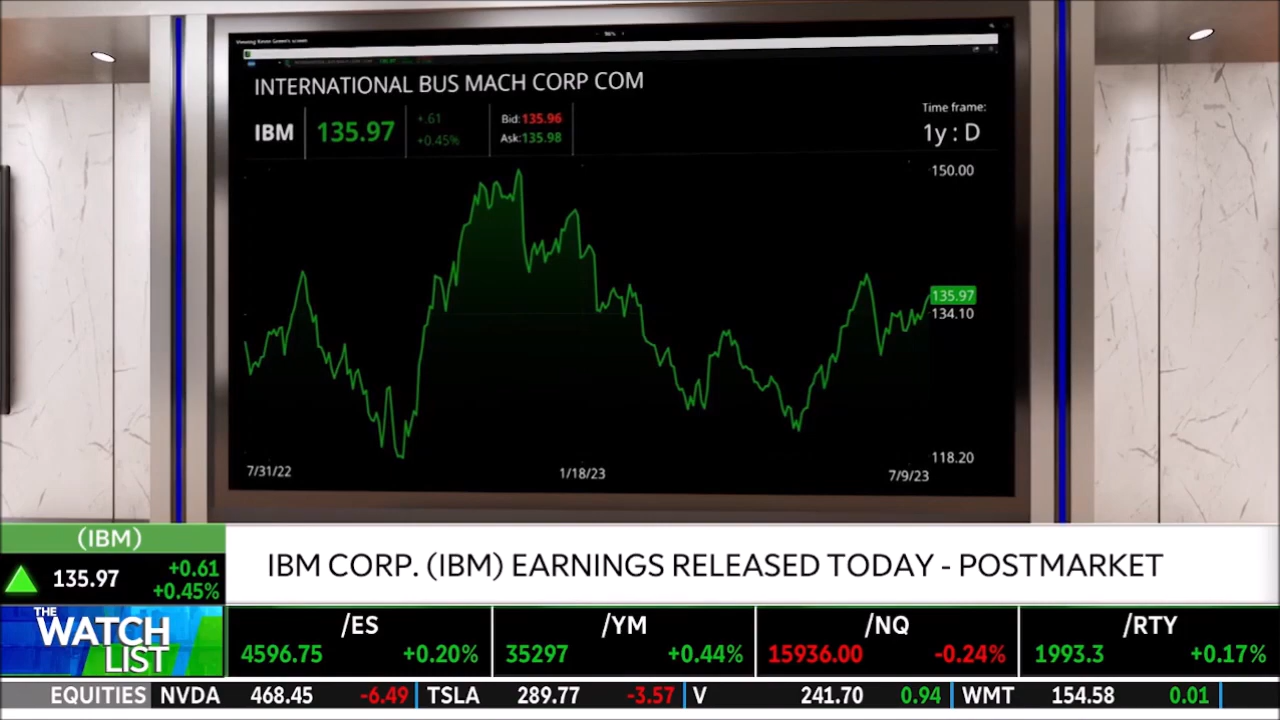 Viewing Kevin Green's screen
INTERNATIONAL BUS MACH CORP COM
IBM 135.97 +.61 +0.45% Bid:135.96 Ask:135.98
Time frame:
1y : D
150.00
135.97
134.10
118.20
7/31/22 1/18/23 7/9/23
(IBM)
135.97 +0.61 +0.45%
IBM CORP. (IBM) EARNINGS RELEASED TODAY - POSTMARKET
THE WATCH LIST
/ES /YM /NQ /RTY
4596.75 +0.20% 35297 +0.44% 15936.00 -0.24% 1993.3 +0.17%
EQUITIES NVDA 468.45 -6.49 TSLA 289.77 -3.57 V 241.70 0.94 WMT 154.58 0.01